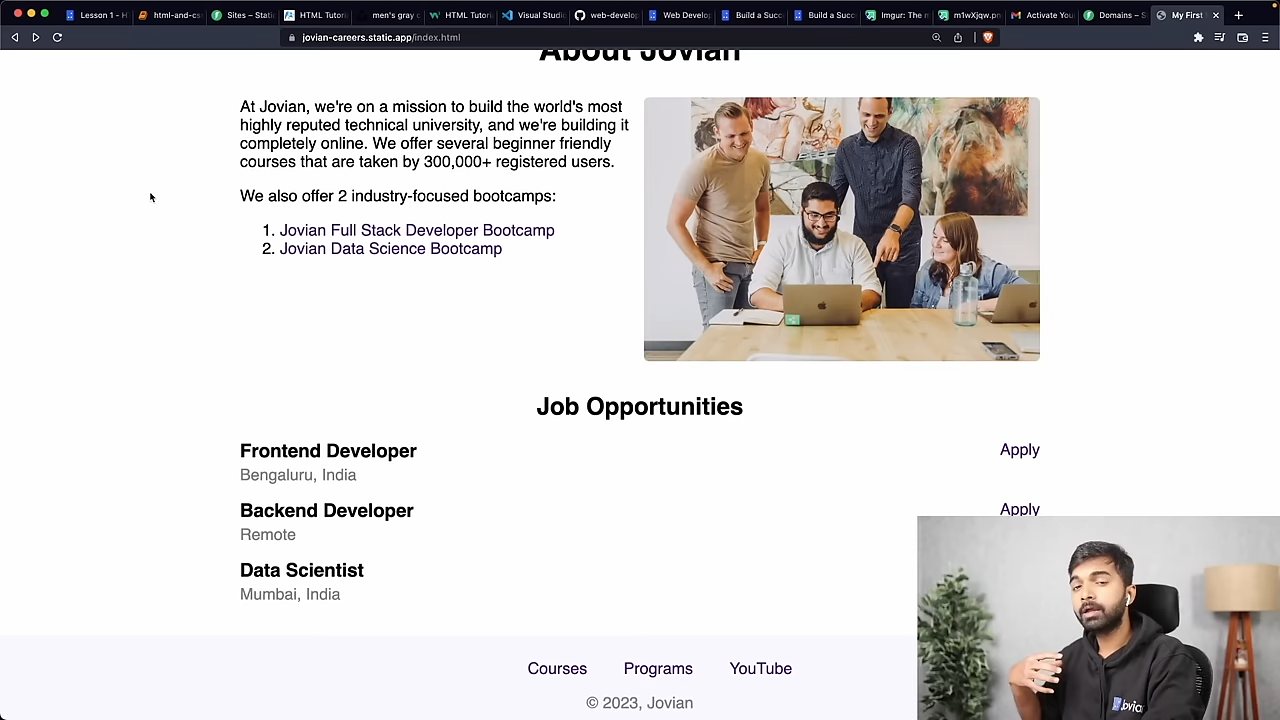 Lesson 1 -
html-and-cs
Sites – Stati
HTML Tutori
men's gray c
HTML Tutori
Visual Studi
web-develop
Web Develop
Build a Succ
Build a Succ
Imgur: The m
m1wXjqw.pn
Activate You
Domains – S
My First
jovian-careers.static.app/index.html
About Jovian
At Jovian, we're on a mission to build the world's most
highly reputed technical university, and we're building it
completely online. We offer several beginner friendly
courses that are taken by 300,000+ registered users.
We also offer 2 industry-focused bootcamps:
1. Jovian Full Stack Developer Bootcamp
2. Jovian Data Science Bootcamp
Job Opportunities
Frontend Developer
Apply
Bengaluru, India
Backend Developer
Apply
Remote
Data Scientist
Mumbai, India
Courses Programs YouTube
© 2023, Jovian